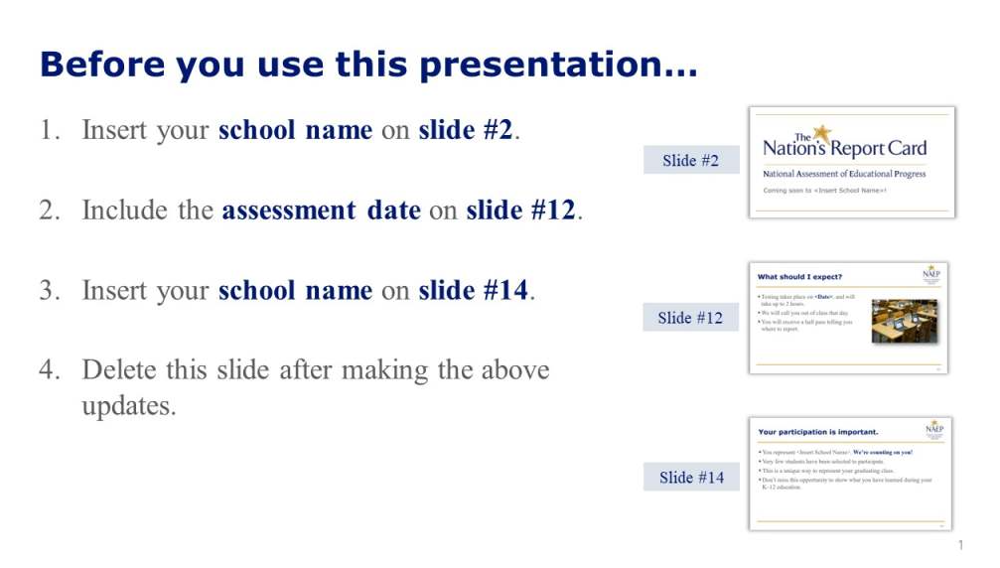 Before you use this presentation…
1. Insert your school name on slide #2.
2. Include the assessment date on slide #12.
3. Insert your school name on slide #14.
4. Delete this slide after making the above
updates.
Slide #2
The
Nation's Report Card
National Assessment of Educational Progress
Coming soon to <Insert School Name>!
Slide #12
What should I expect?
NAEP
• Testing takes place on <Date>, and will
take up to 2 hours.
• We will call you out of class that day.
• You will receive a hall pass telling you
where to report.
Slide #14
Your participation is important.
NAEP
• You represent <Insert School Name>. We're counting on you!
• Very few students have been selected to participate.
• This is a unique way to represent your graduating class.
• Don't miss this opportunity to show what you have learned during your
K-12 education.
1